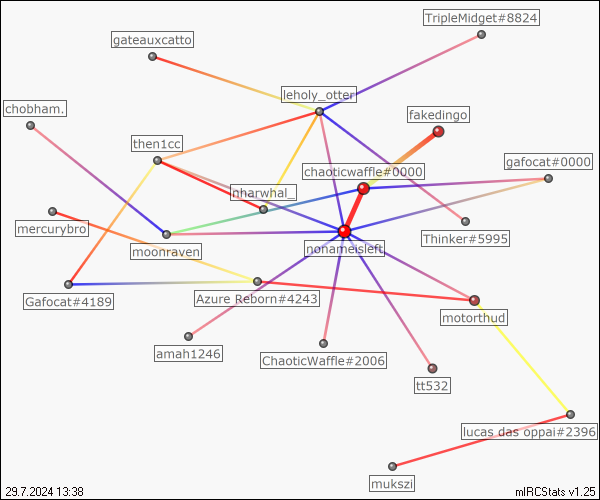 TripleMidget#8824
gateauxcatto
leholy_otter
chobham.
fakedingo
then1cc
gafocat#0000
chaoticwaffle#0000
nharwhal_
mercurybro
Thinker#5995
nonameisleft
moonraven
Gafocat#4189
Azure Reborn#4243
motorthud
amah1246
ChaoticWaffle#2006
tt532
lucas das oppai#2396
mukszi
29.7.2024 13:38
mIRCStats v1.25